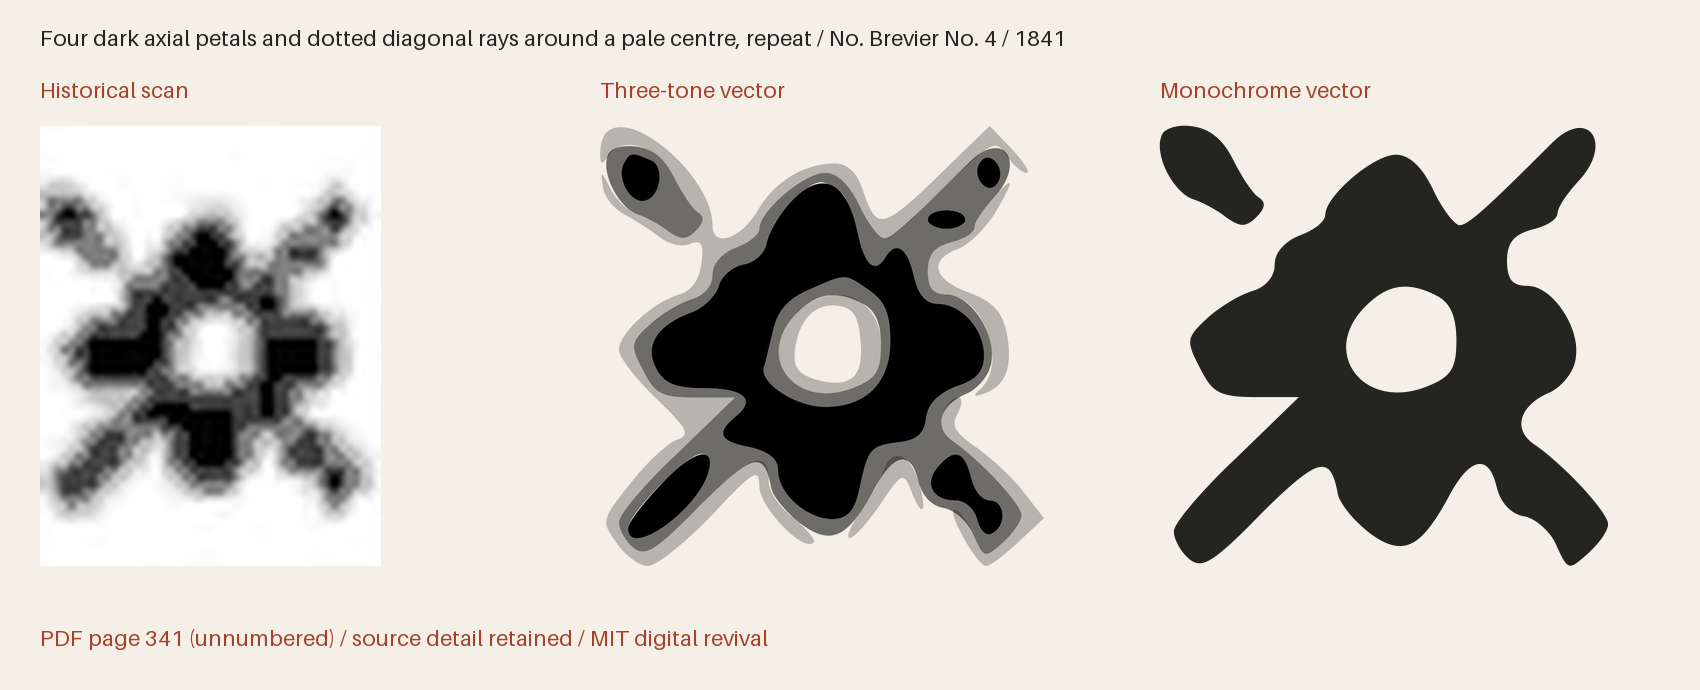 Four dark axial petals and dotted diagonal rays around a pale centre, repeat / No. Brevier No. 4 / 1841
Historical scan
Three-tone vector
Monochrome vector
PDF page 341 (unnumbered) / source detail retained / MIT digital revival